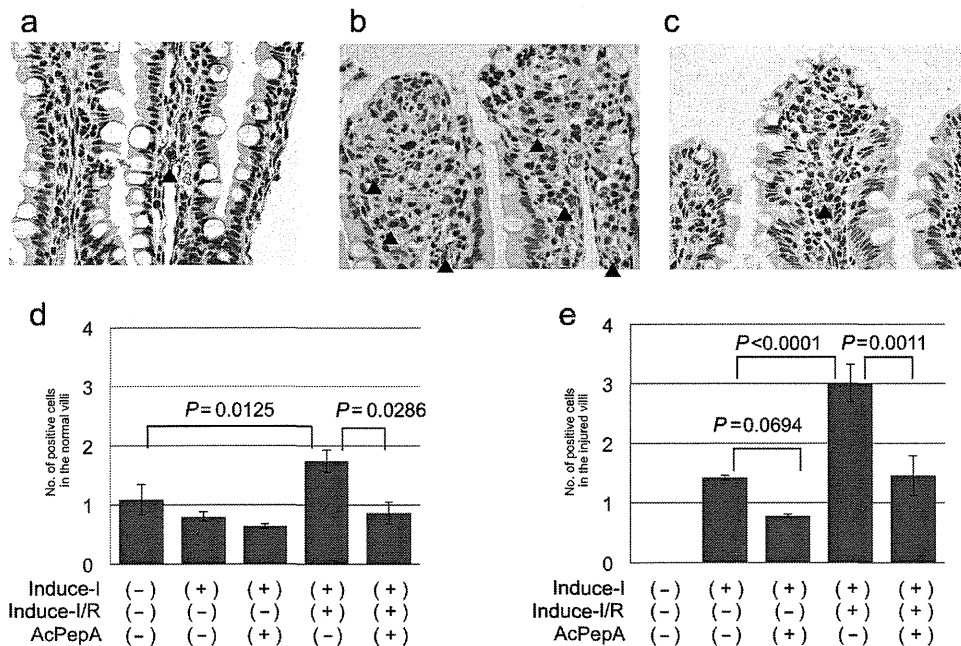 a
b
c
d
4
3
2
1
0
No. of positive cells
in the normal villi
P=0.0125
P=0.0286
Induce-I (-) (+) (+) (+) (+)
Induce-I/R (-) (-) (-) (+) (+)
AcPepA (-) (-) (+) (-) (+)
e
4
3
2
1
0
No. of positive cells
in the injured villi
P<0.0001
P=0.0011
P=0.0694
Induce-I (-) (+) (+) (+) (+)
Induce-I/R (-) (-) (-) (+) (+)
AcPepA (-) (-) (+) (-) (+)